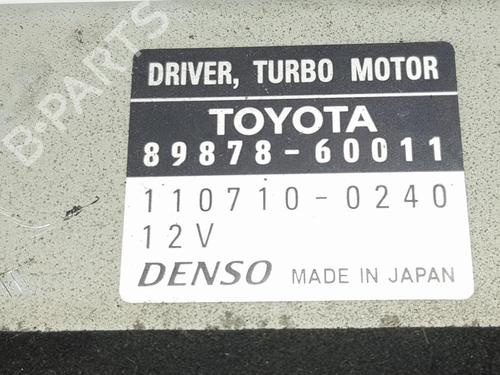 B-PARTS
DRIVER, TURBO MOTOR
TOYOTA
89878-60011
110710-0240
12V
DENSO MADE IN JAPAN